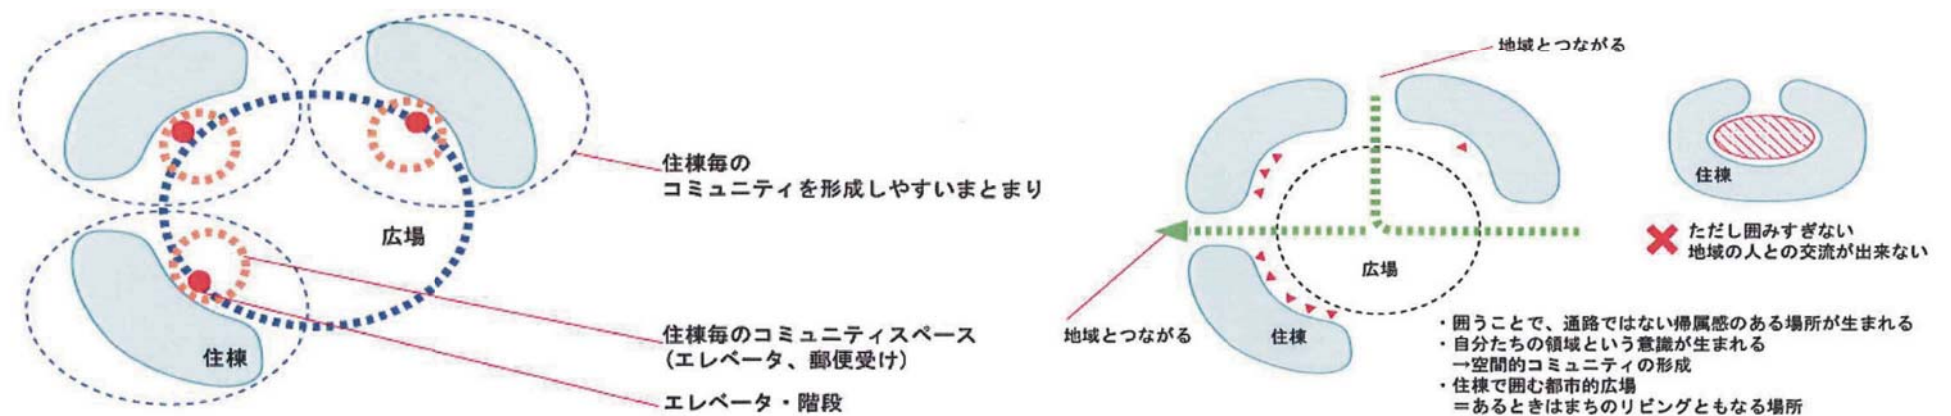 住棟毎の
コミュニティを形成しやすいまとまり
広場
住棟毎のコミュニティスペース
(エレベータ、郵便受け)
住棟
エレベータ・階段
地域とつながる
住棟
ただし囲みすぎない
地域の人との交流が出来ない
広場
地域とつながる
住棟
・囲うことで、通路ではない帰属感のある場所が生まれる
・自分たちの領域という意識が生まれる
→空間的コミュニティの形成
・住棟で囲む都市的広場
＝あるときはまちのリビングともなる場所